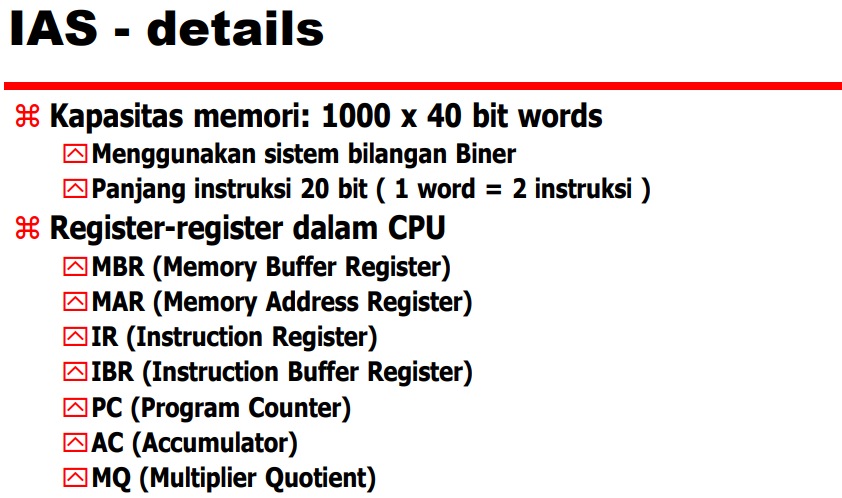 IAS - details
Kapasitas memori: 1000 x 40 bit words
Menggunakan sistem bilangan Biner
Panjang instruksi 20 bit ( 1 word = 2 instruksi )
Register-register dalam CPU
MBR (Memory Buffer Register)
MAR (Memory Address Register)
IR (Instruction Register)
IBR (Instruction Buffer Register)
PC (Program Counter)
AC (Accumulator)
MQ (Multiplier Quotient)